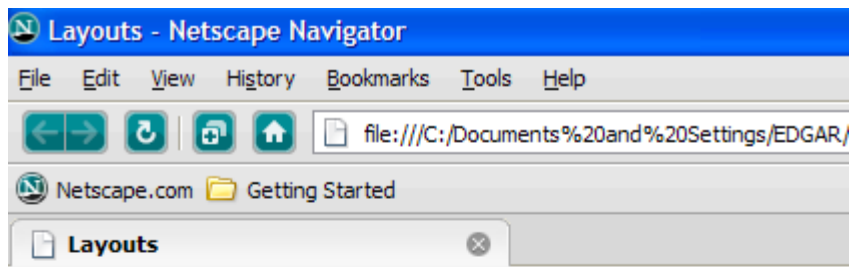 Layouts - Netscape Navigator
File Edit View History Bookmarks Tools Help
file:///C:/Documents%20and%20Settings/EDGAR/
Netscape.com Getting Started
Layouts